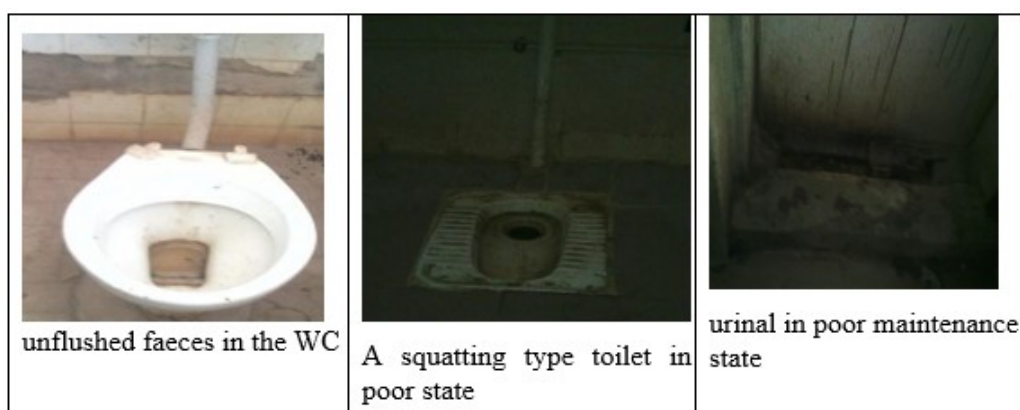 unflushed faeces in the WC
A squatting type toilet in
poor state
urinal in poor maintenance
state